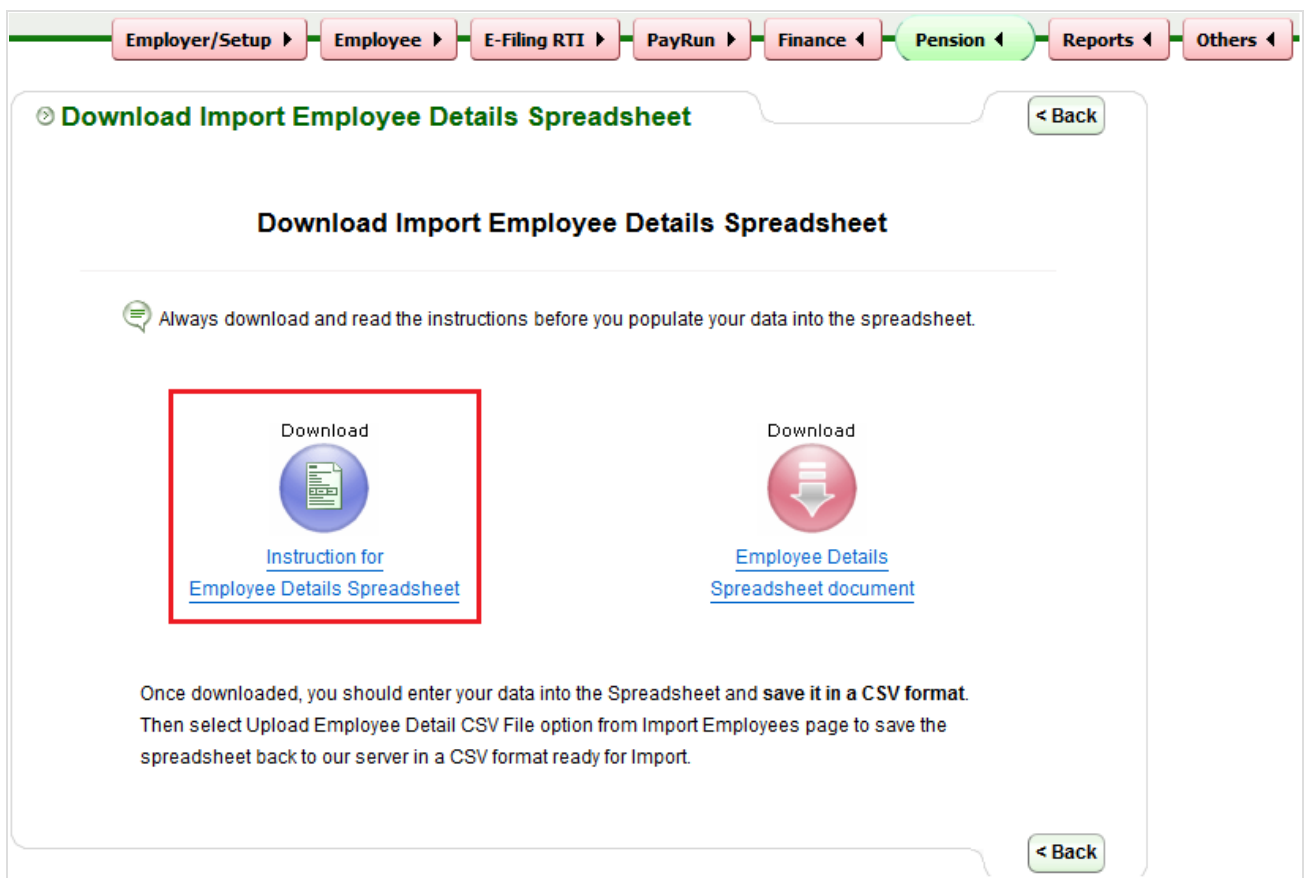 Employer/Setup Employee E-Filing RTI PayRun Finance Pension Reports Others
Download Import Employee Details Spreadsheet < Back
Download Import Employee Details Spreadsheet
Always download and read the instructions before you populate your data into the spreadsheet.
Download Download
Instruction for Employee Details
Employee Details Spreadsheet Spreadsheet document
Once downloaded, you should enter your data into the Spreadsheet and save it in a CSV format.
Then select Upload Employee Detail CSV File option from Import Employees page to save the
spreadsheet back to our server in a CSV format ready for Import.
< Back